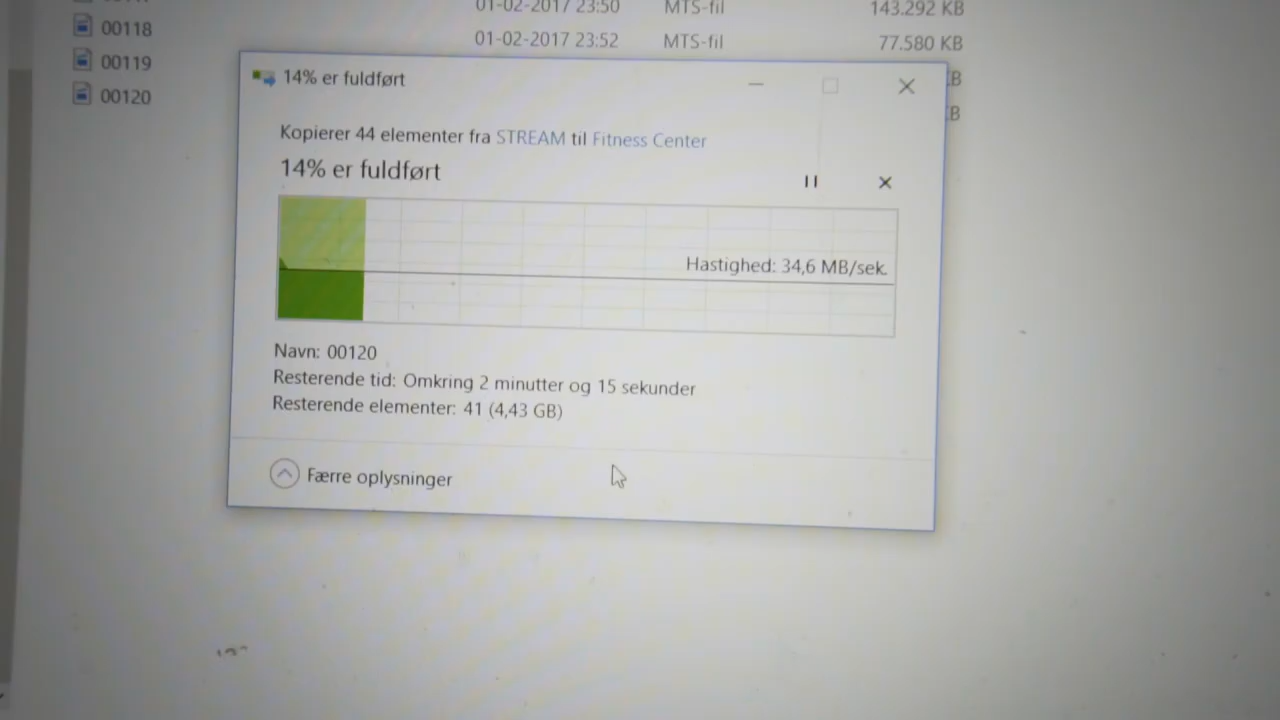 01-02-2017 23:50 MTS-fil 143.292 KB
00118
01-02-2017 23:52 MTS-fil 77.580 KB
00119
00120
14% er fuldført
Kopierer 44 elementer fra STREAM til Fitness Center
14% er fuldført
Hastighed: 34,6 MB/sek.
Navn: 00120
Resterende tid: Omkring 2 minutter og 15 sekunder
Resterende elementer: 41 (4,43 GB)
Færre oplysninger